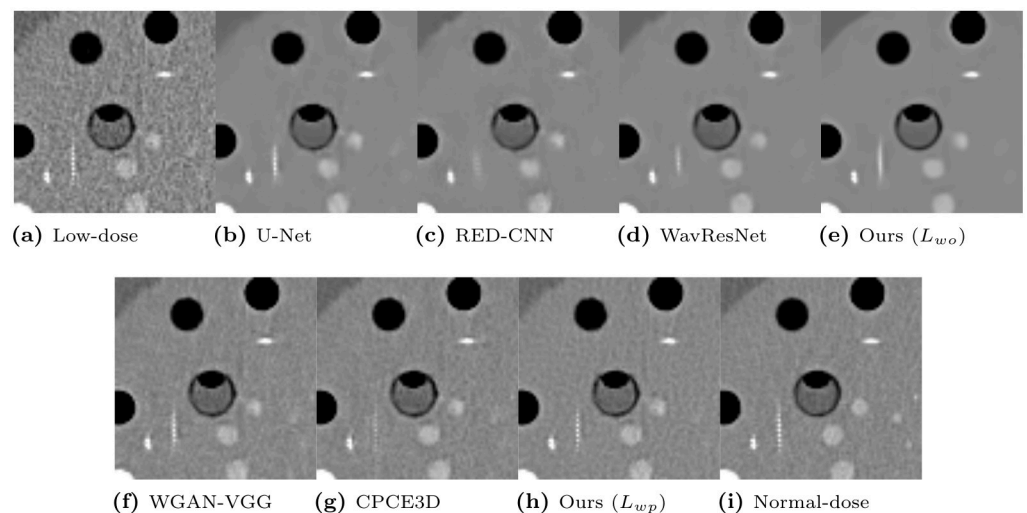 (a) Low-dose (b) U-Net (c) RED-CNN (d) WavResNet (e) Ours (L_{wo})
(f) WGAN-VGG (g) CPCE3D (h) Ours (L_{wp}) (i) Normal-dose